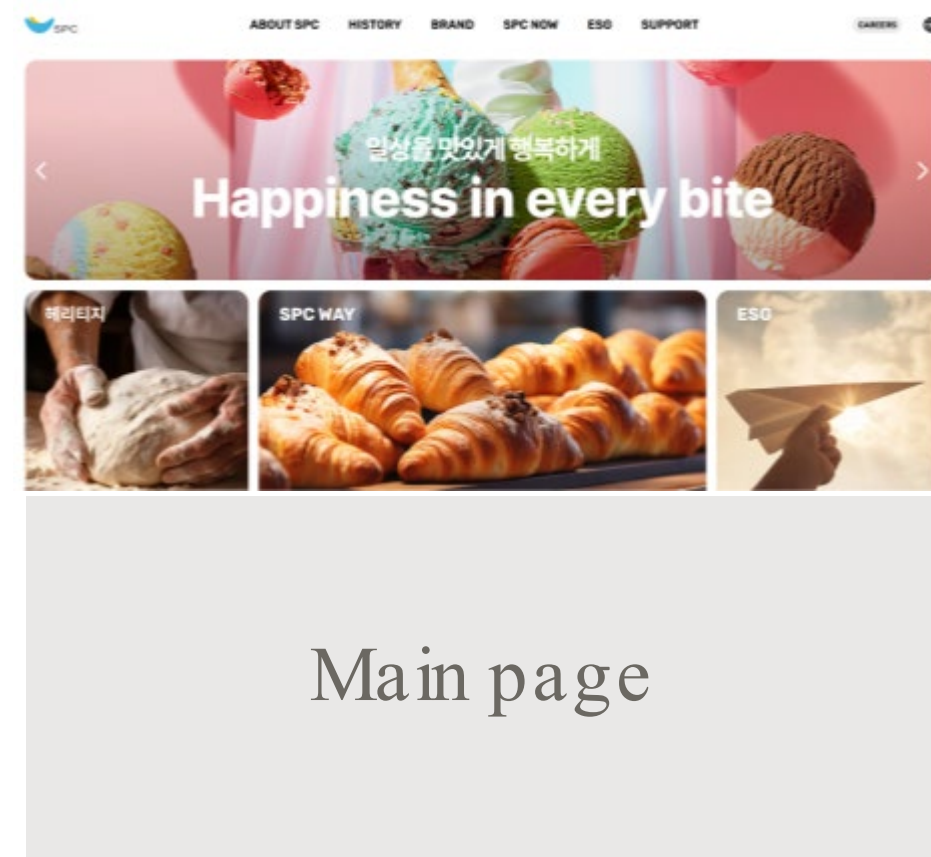 SPC
ABOUT SPC HISTORY BRAND SPC NOW ESG SUPPORT
CAREERS
일상을 맛있게 행복하게
Happiness in every bite
헤리티지
SPC WAY
ESG
Main page